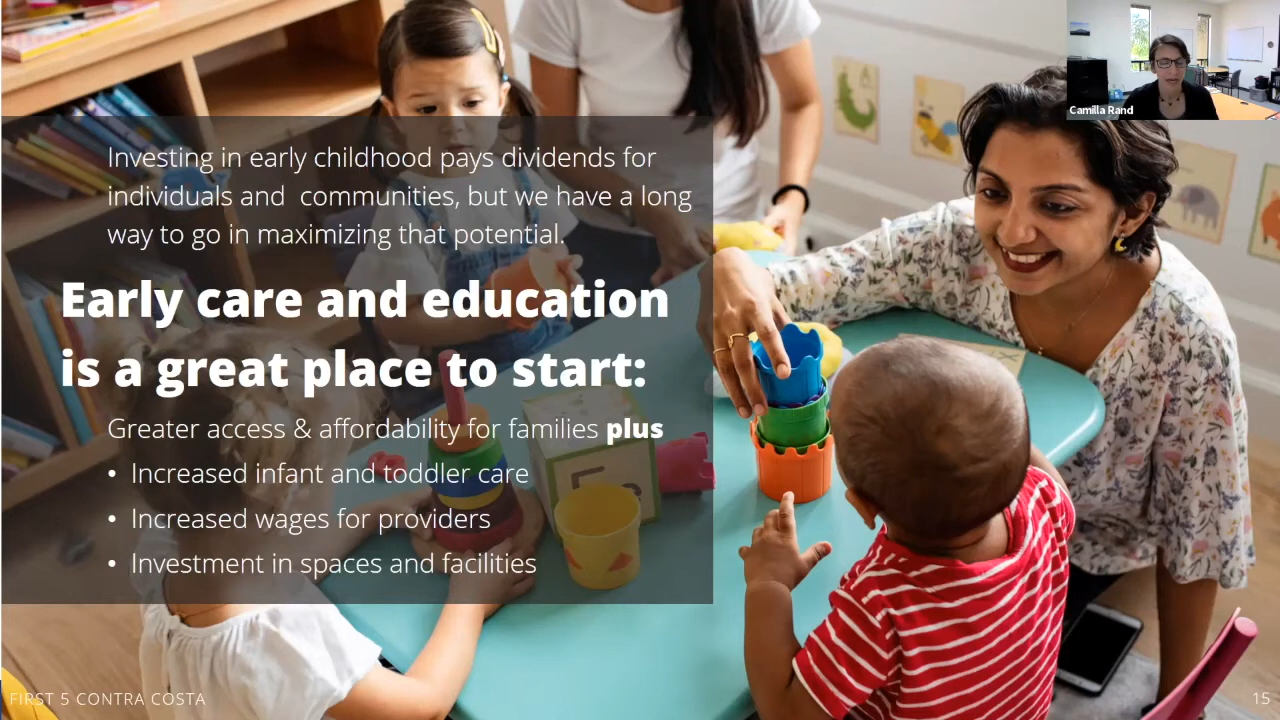 Camilla Rand
Investing in early childhood pays dividends for
individuals and  communities, but we have a long
way to go in maximizing that potential.
Early care and education
is a great place to start:
Greater access & affordability for families plus
• Increased infant and toddler care
• Increased wages for providers
• Investment in spaces and facilities
FIRST 5 CONTRA COSTA
15